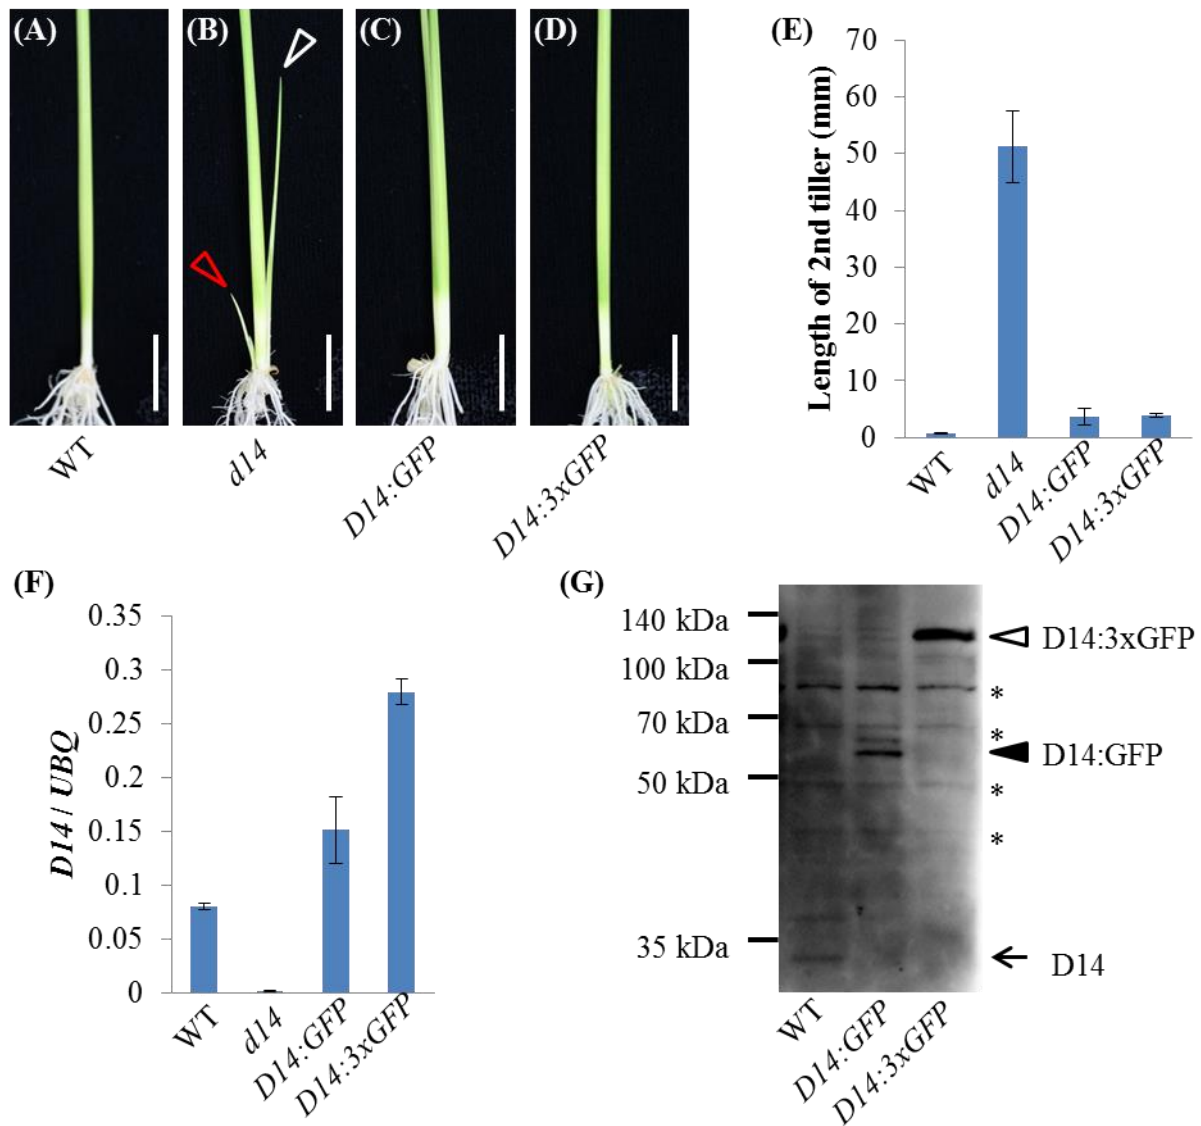 (A)
(B)
(C)
(D)
WT
d14
D14:GFP
D14:3xGFP
(E)
Length of 2nd tiller (mm)
70
60
50
40
30
20
10
0
WT
d14
D14:GFP
D14:3xGFP
(F)
D14 / UBQ
0.35
0.3
0.25
0.2
0.15
0.1
0.05
0
WT
d14
D14:GFP
D14:3xGFP
(G)
140 kDa
100 kDa
70 kDa
50 kDa
35 kDa
D14:3xGFP
*
*
D14:GFP
*
*
D14
WT
D14:GFP
D14:3xGFP